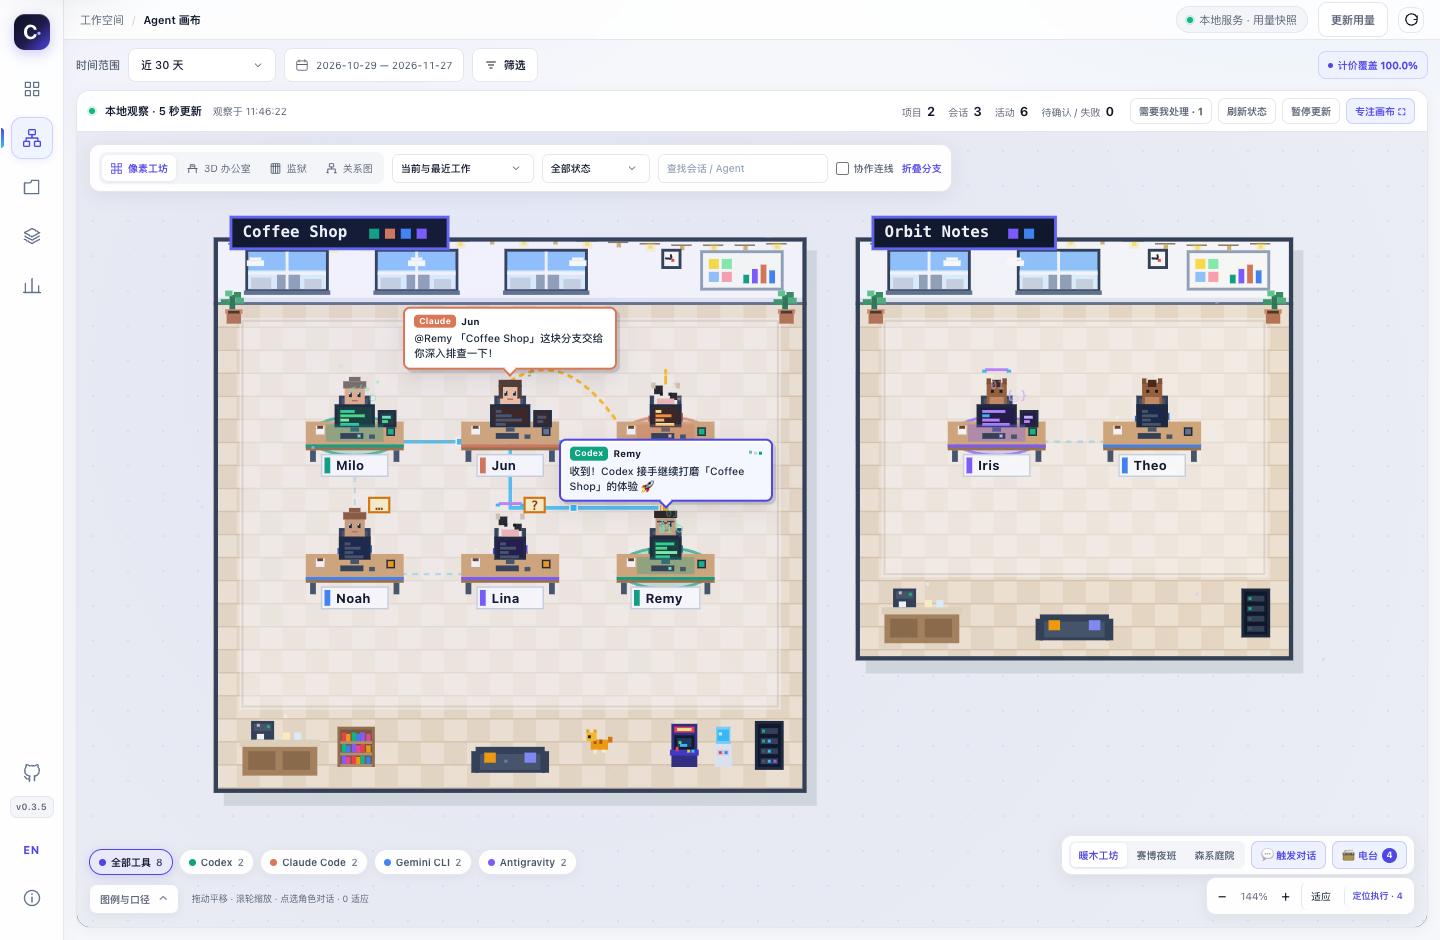 C
工作空间 / Agent 画布
本地服务 · 用量快照
更新用量
时间范围
近 30 天
2026-10-29 — 2026-11-27
筛选
计价覆盖 100.0%
本地观察 · 5 秒更新
观察于 11:46:22
项目 2
会话 3
活动 6
待确认 / 失败 0
需要我处理 · 1
刷新状态
暂停更新
专注画布
像素工坊
3D 办公室
监狱
关系图
当前与最近工作
全部状态
查找会话 / Agent
协作连线
折叠分支
Coffee Shop
Orbit Notes
Claude Jun
@Remy 「Coffee Shop」这块分支交给
你深入排查一下!
Milo
Jun
Codex Remy
收到! Codex 接手继续打磨「Coffee
Shop」的体验 🚀
Iris
Theo
...
?
Noah
Lina
Remy
v0.3.5
EN
全部工具 8
Codex 2
Claude Code 2
Gemini CLI 2
Antigravity 2
图例与口径
拖动平移 · 滚轮缩放 · 点选角色对话 · 0 适应
暖木工坊
赛博夜班
森系庭院
触发对话
电台 4
− 144% +
适应
定位执行 · 4